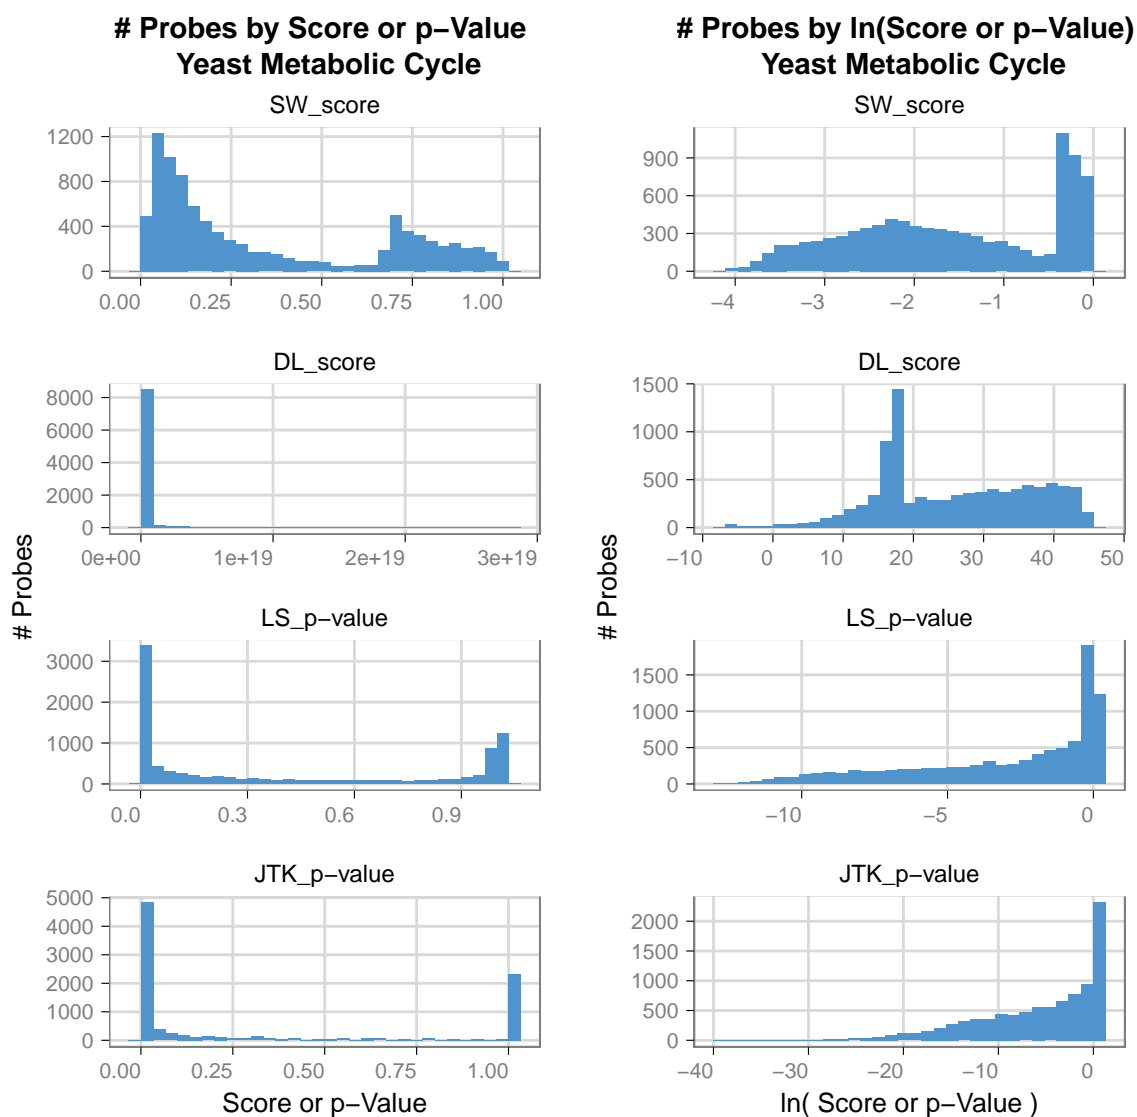 # Probes by Score or p−Value
Yeast Metabolic Cycle
SW_score
1200
800
400
0
0.00 0.25 0.50 0.75 1.00
DL_score
8000
6000
4000
2000
0
0e+00 1e+19 2e+19 3e+19
LS_p−value
3000
2000
1000
0
0.0 0.3 0.6 0.9
JTK_p−value
5000
4000
3000
2000
1000
0
0.00 0.25 0.50 0.75 1.00
# Probes
Score or p−Value
# Probes by ln(Score or p−Value)
Yeast Metabolic Cycle
SW_score
900
600
300
0
−4 −3 −2 −1 0
DL_score
1500
1000
500
0
−10 0 10 20 30 40 50
LS_p−value
1500
1000
500
0
−10 −5 0
JTK_p−value
2000
1500
1000
500
0
−40 −30 −20 −10 0
# Probes
ln( Score or p−Value )